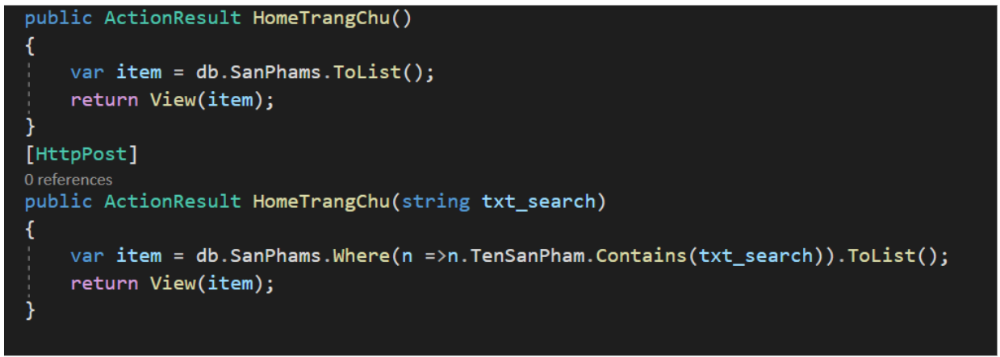 public ActionResult HomeTrangChu()
{
var item = db.SanPhams.ToList();
return View(item);
}
[HttpPost]
0 references
public ActionResult HomeTrangChu(string txt_search)
{
var item = db.SanPhams.Where(n =>n.TenSanPham.Contains(txt_search)).ToList();
return View(item);
}